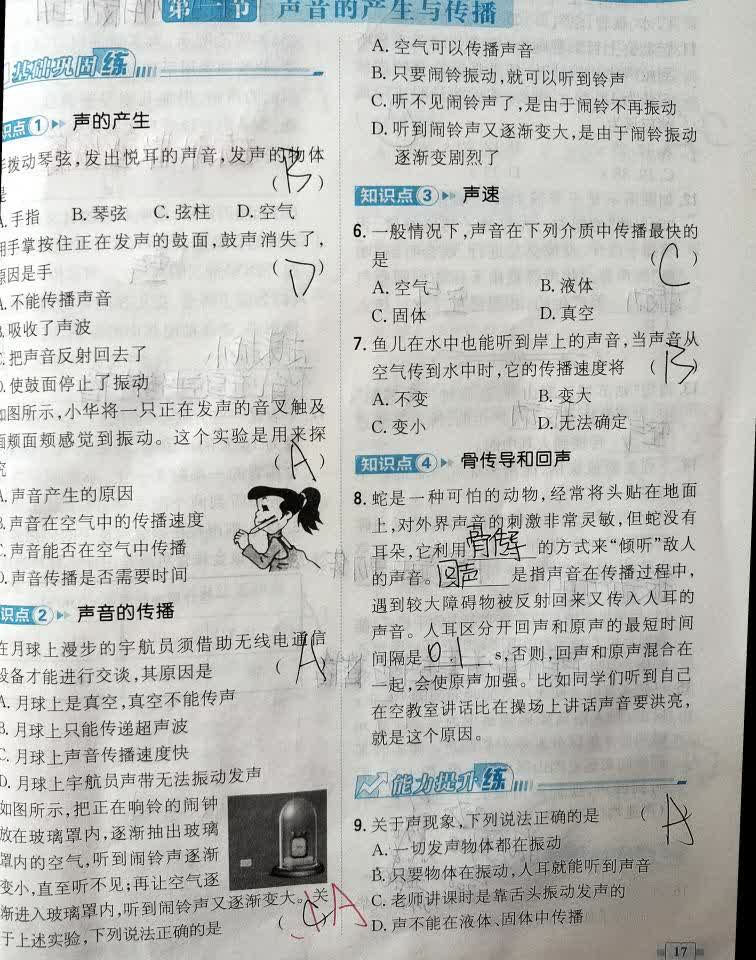 第一节 声音的产生与传播
基础巩固练
识点1 声的产生
拨动琴弦,发出悦耳的声音,发声的物体
是 ( B )
A.手指 B.琴弦 C.弦柱 D.空气
用手掌按住正在发声的鼓面,鼓声消失了,
原因是手 ( D )
A.不能传播声音
B.吸收了声波
C.把声音反射回去了
D.使鼓面停止了振动
如图所示,小华将一只正在发声的音叉触及
面颊面颊感觉到振动。这个实验是用来探
究 ( A )
A.声音产生的原因
B.声音在空气中的传播速度
C.声音能否在空气中传播
D.声音传播是否需要时间
识点2 声音的传播
在月球上漫步的宇航员须借助无线电通信
设备才能进行交谈,其原因是 ( A )
A.月球上是真空,真空不能传声
B.月球上只能传递超声波
C.月球上声音传播速度快
D.月球上宇航员声带无法振动发声
如图所示,把正在响铃的闹钟
放在玻璃罩内,逐渐抽出玻璃
罩内的空气,听到闹铃声逐渐
变小,直至听不见;再让空气逐
渐进入玻璃罩内,听到闹铃声又逐渐变大。关
于上述实验,下列说法正确的是 ( C ) A
A.空气可以传播声音
B.只要闹铃振动,就可以听到铃声
C.听不见闹铃声了,是由于闹铃不再振动
D.听到闹铃声又逐渐变大,是由于闹铃振动
逐渐变剧烈了
知识点3 声速
6.一般情况下,声音在下列介质中传播最快的
是 ( C )
A.空气 B.液体
C.固体 D.真空
7.鱼儿在水中也能听到岸上的声音,当声音从
空气传到水中时,它的传播速度将 ( B )
A.不变 B.变大
C.变小 D.无法确定
知识点4 骨传导和回声
8.蛇是一种可怕的动物,经常将头贴在地面
上,对外界声音的刺激非常灵敏,但蛇没有
耳朵,它利用 骨传 的方式来“倾听”敌人
的声音。回声 是指声音在传播过程中,
遇到较大障碍物被反射回来又传入人耳的
声音。人耳区分开回声和原声的最短时间
间隔是 0.1 s,否则,回声和原声混合在
一起,会使原声加强。比如同学们听到自己
在空教室讲话比在操场上讲话声音要洪亮,
就是这个原因。
能力提升练
9.关于声现象,下列说法正确的是 ( A
A.一切发声物体都在振动
B.只要物体在振动,人耳就能听到声音
C.老师讲课时是靠舌头振动发声的
D.声不能在液体、固体中传播
17